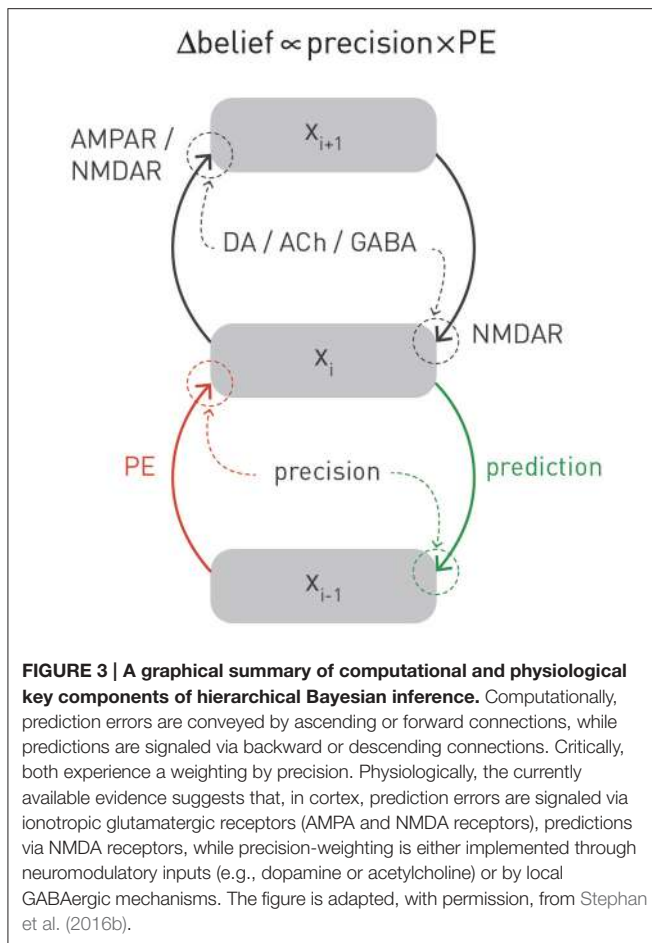 Δbelief ∝ precision×PE
X i+1
AMPAR /
NMDAR
DA / ACh / GABA
NMDAR
X i
PE
precision
prediction
X i-1
FIGURE 3 | A graphical summary of computational and physiological
key components of hierarchical Bayesian inference. Computationally,
prediction errors are conveyed by ascending or forward connections, while
predictions are signaled via backward or descending connections. Critically,
both experience a weighting by precision. Physiologically, the currently
available evidence suggests that, in cortex, prediction errors are signaled via
ionotropic glutamatergic receptors (AMPA and NMDA receptors), predictions
via NMDA receptors, while precision-weighting is either implemented through
neuromodulatory inputs (e.g., dopamine or acetylcholine) or by local
GABAergic mechanisms. The figure is adapted, with permission, from Stephan
et al. (2016b).